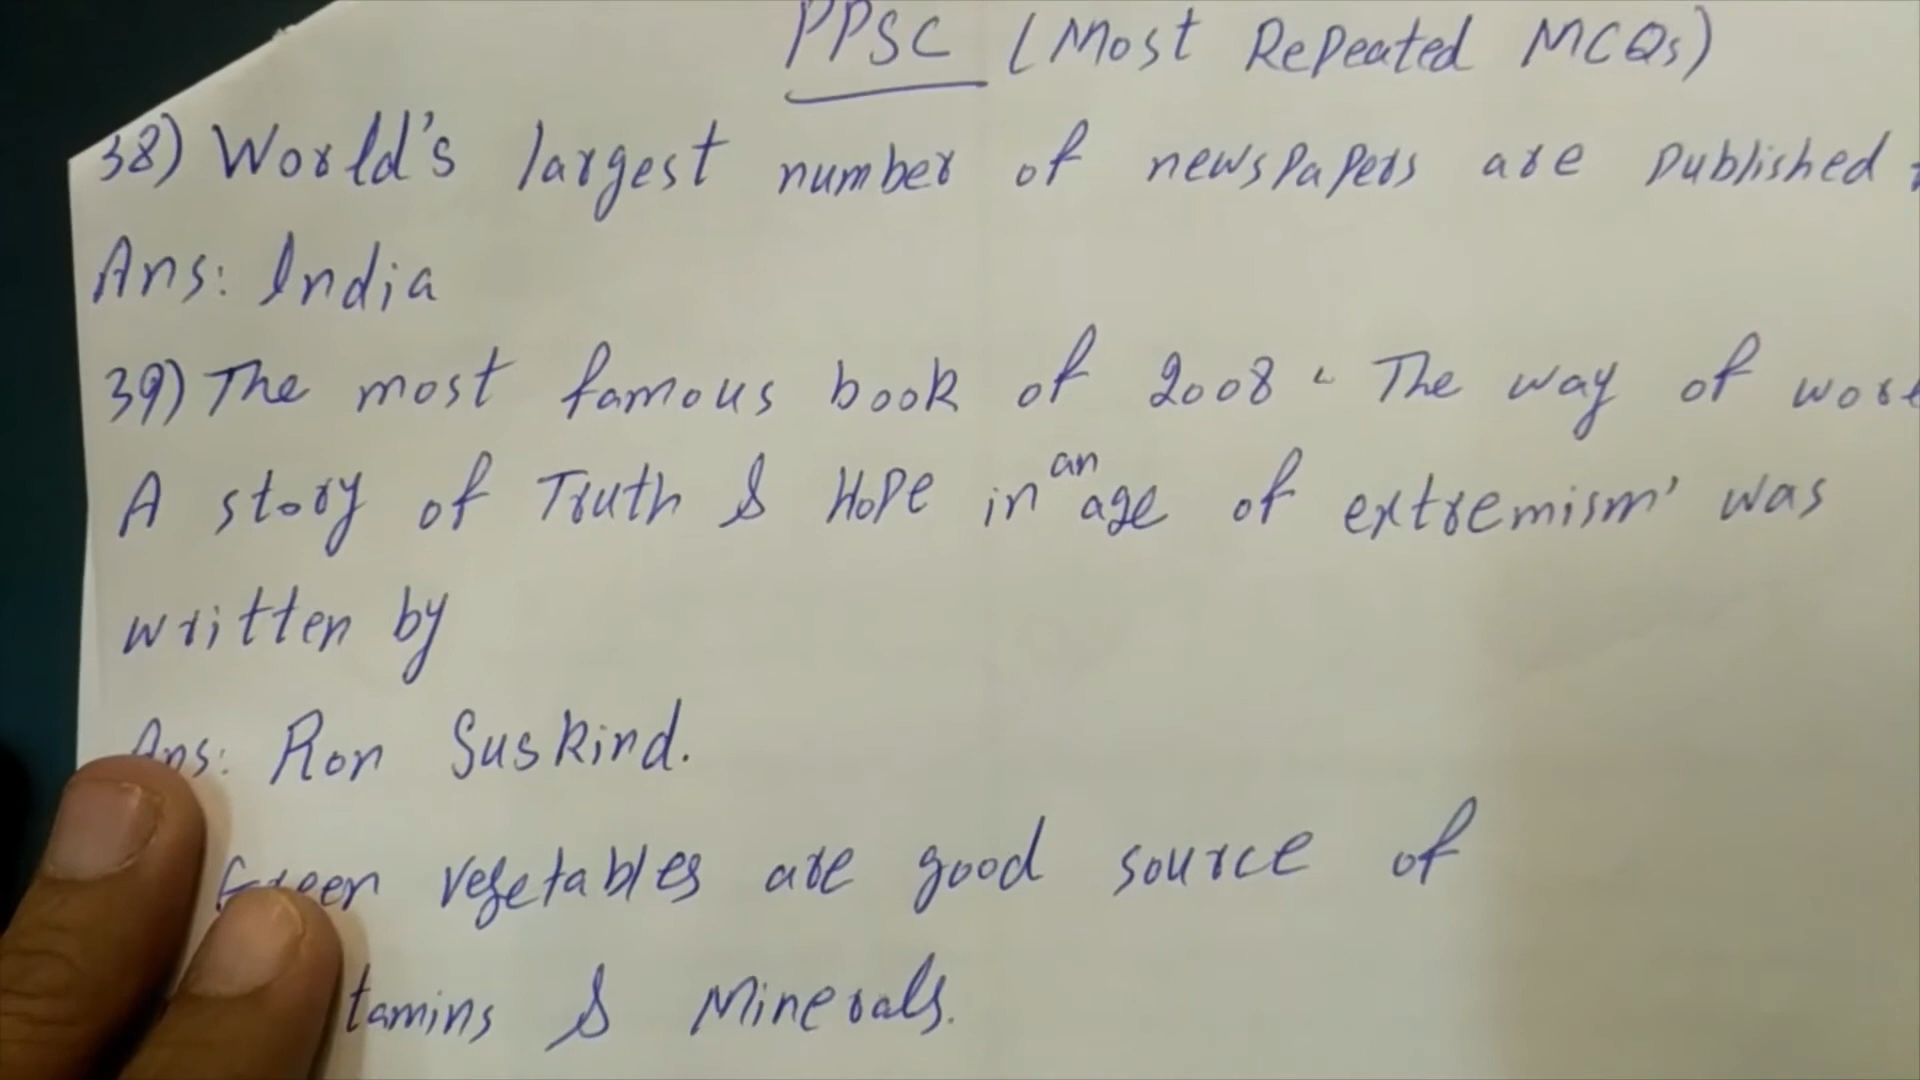 PPSC (Most Repeated MCQs)
38) World's largest number of newspapers are published
Ans: India
39) The most famous book of 2008 " The way of
A story of Truth & Hope in an age of extremism' was
written by
Ans: Ron Suskind.
Green vegetables are good source of
tamins & Minerals.